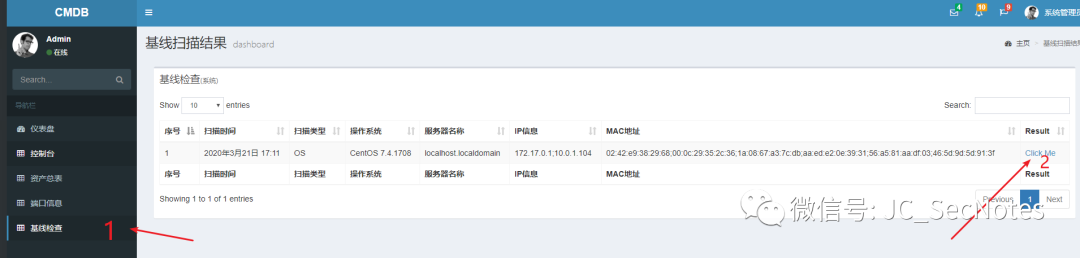 CMDB
4
10
9
系统管理员
Admin
在线
Search...
导航栏
仪表盘
控制台
资产总表
端口信息
基线检查
1
基线扫描结果 dashboard
主页 > 基线扫描结果
基线检查(系统)
Show 10 entries
Search:
序号 扫描时间 扫描类型 操作系统 服务器名称 IP信息 MAC地址 Result
1 2020年3月21日 17:11 OS CentOS 7.4.1708 localhost.localdomain 172.17.0.1;10.0.1.104 02:42:e9:38:29:68;00:0c:29:35:2c:36;1a:08:67:a3:7c:db;aa:ed:e2:0e:39:31;56:a5:81:aa:df:03;46:5d:9d:5d:91:3f Click Me
2
序号 扫描时间 扫描类型 操作系统 服务器名称 IP信息 MAC地址 Result
Showing 1 to 1 of 1 entries
Previous 1 Next
微信号: JC_SecNotes